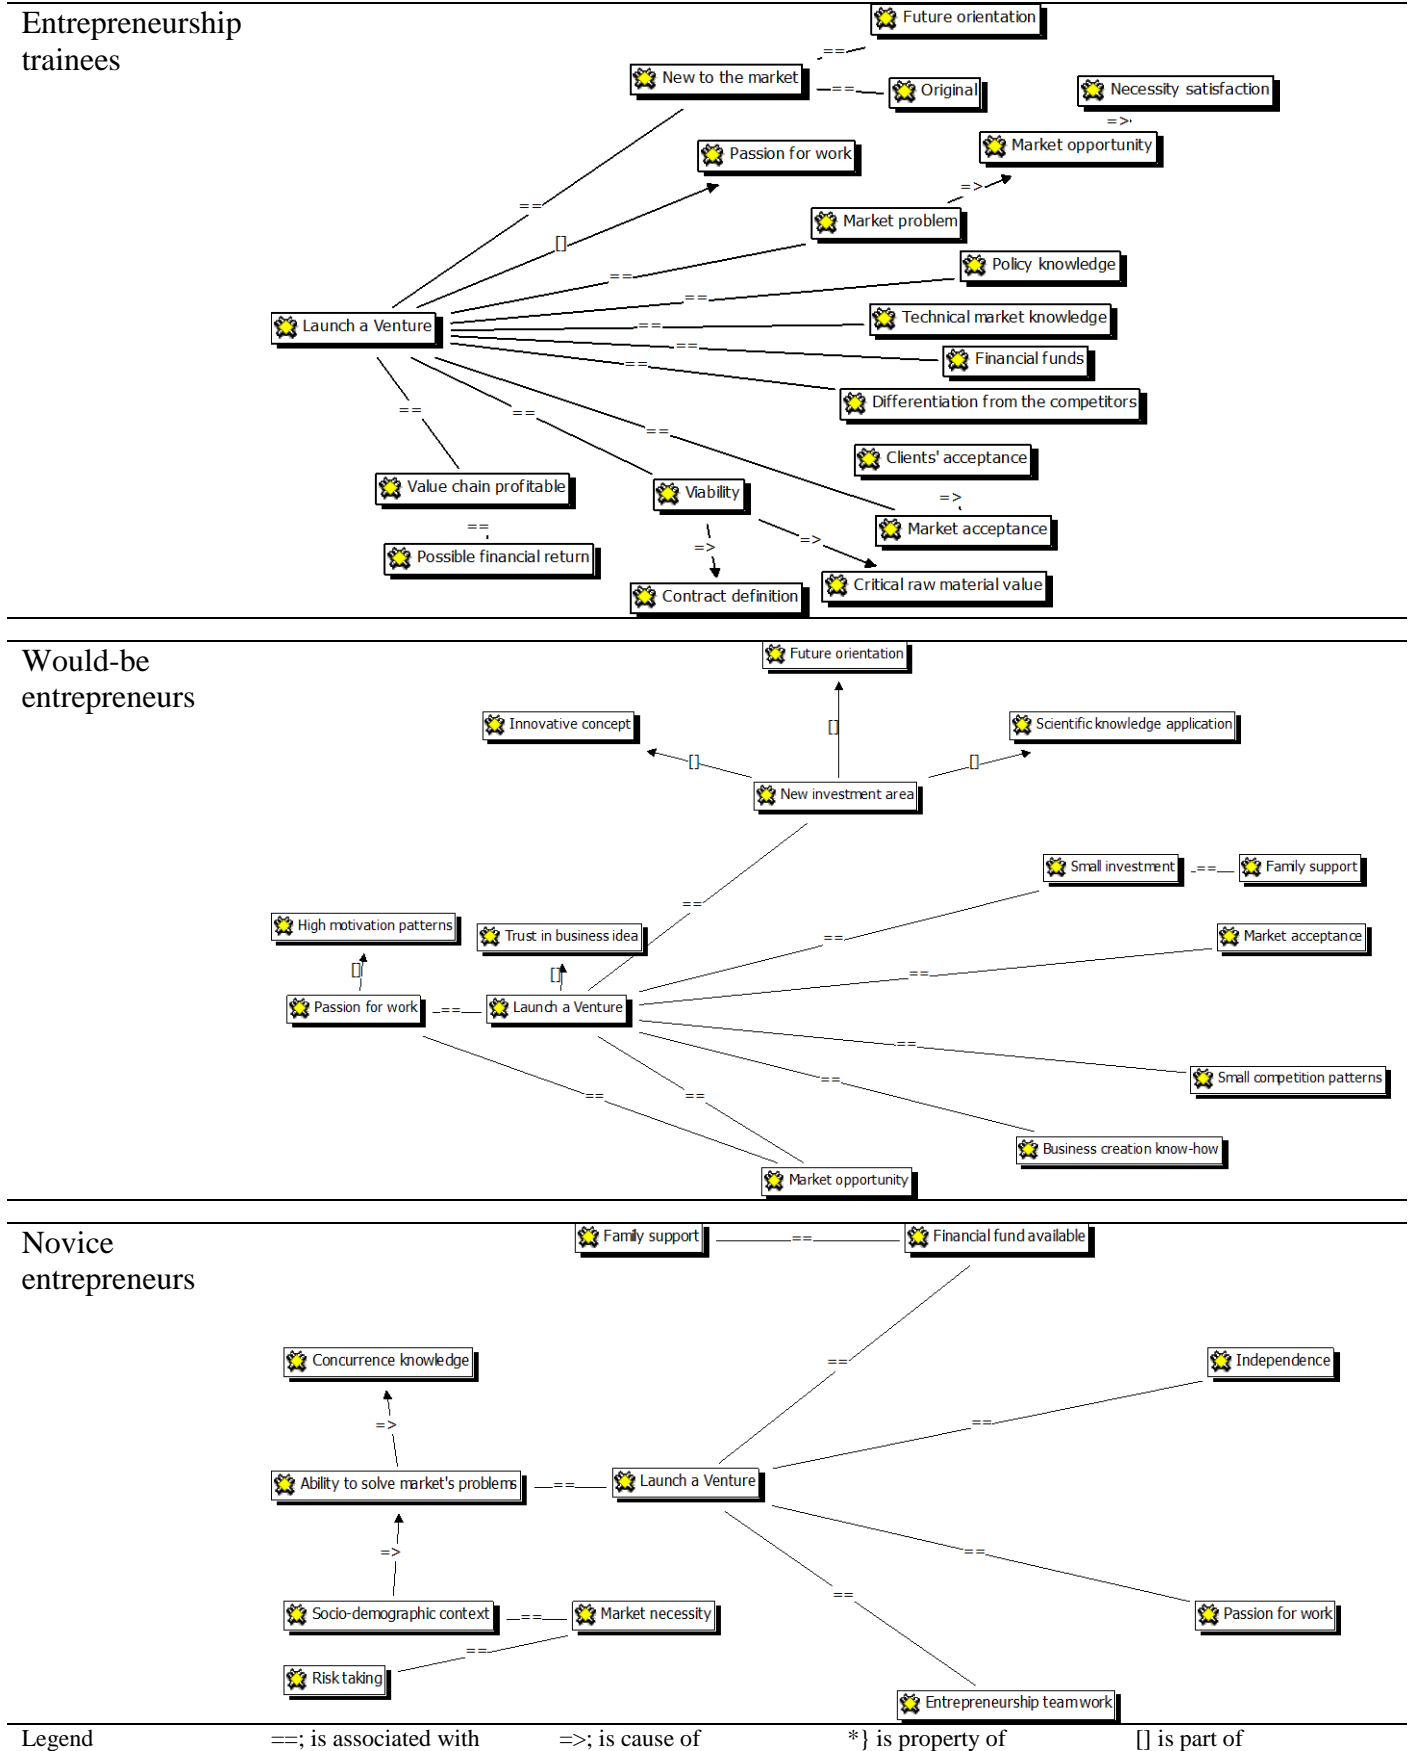 Entrepreneurship
trainees
Future orientation
==
New to the market
==
Original
Necessity satisfaction
=>
Market opportunity
Passion for work
=>
==
Market problem
[]
Policy knowledge
==
==
Launch a Venture
Technical market knowledge
==
==
Financial funds
==
Differentiation from the competitors
==
==
==
Clients' acceptance
Value chain profitable
Viability
=>
==
Market acceptance
=>
=>
Possible financial return
Critical raw material value
Contract definition
Would-be
entrepreneurs
Future orientation
Innovative concept
[]
Scientific knowledge application
[]
[]
New investment area
Small investment
==
Family support
==
High motivation patterns
Trust in business idea
==
Market acceptance
[]
[]
==
Passion for work
==
Launch a Venture
==
Small competition patterns
==
==
==
Business creation know-how
Market opportunity
Novice
entrepreneurs
Family support
==
Financial fund available
Concurrence knowledge
==
Independence
=>
==
Ability to solve market's problems
==
Launch a Venture
=>
==
==
Socio-demographic context
==
Market necessity
Passion for work
==
Risk taking
Entrepreneurship team work
Legend ==; is associated with =>; is cause of *} is property of [] is part of